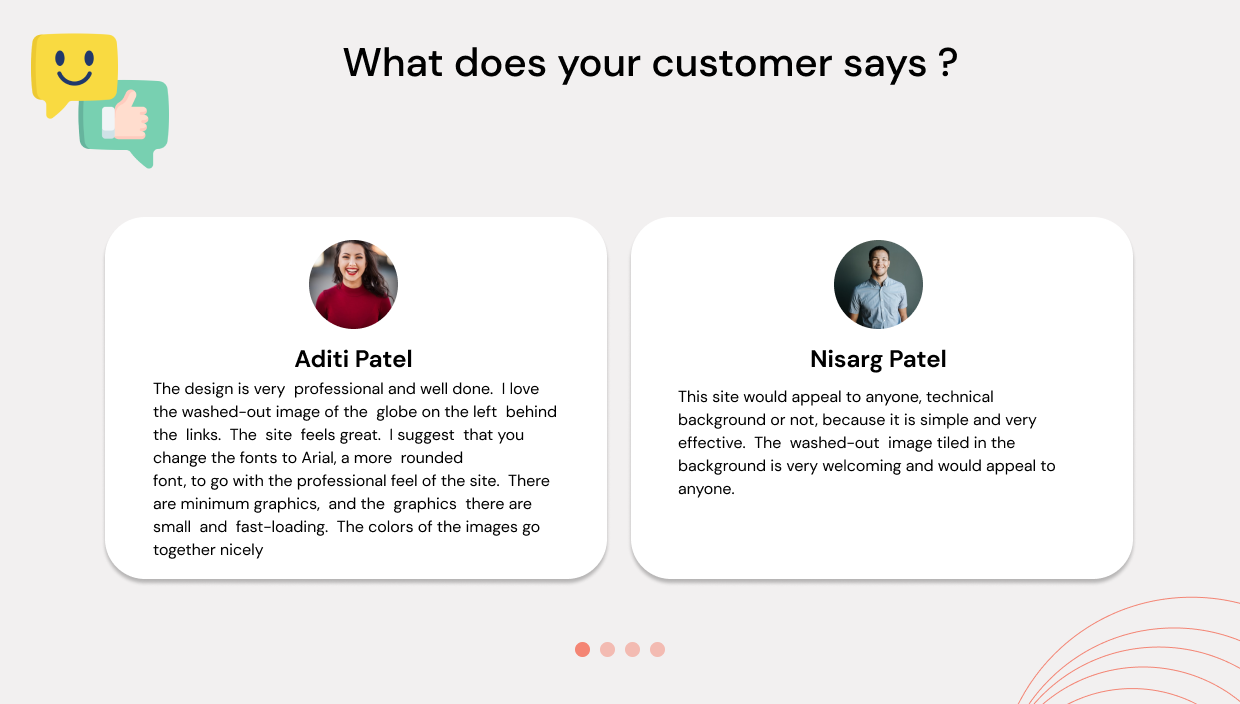 What does your customer says ?
Aditi Patel
The design is very  professional and well done.  I love
the washed-out image of the  globe on the left  behind
the  links.  The  site  feels great.  I suggest  that you
change the fonts to Arial, a more  rounded
font, to go with the professional feel of the site.  There
are minimum graphics,  and the  graphics  there are
small  and  fast-loading.  The colors of the images go
together nicely
Nisarg Patel
This site would appeal to anyone, technical
background or not, because it is simple and very
effective.  The  washed-out  image tiled in the
background is very welcoming and would appeal to
anyone.